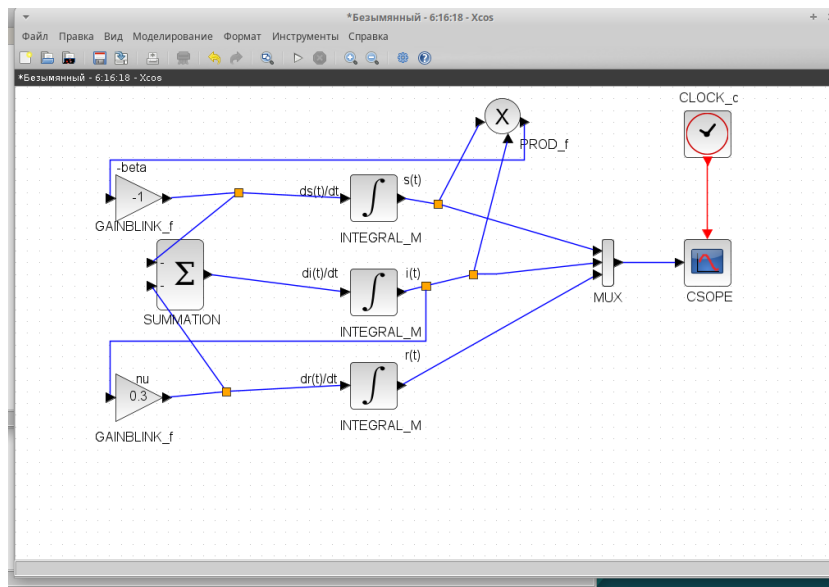 *Безымянный - 6:16:18 - Xcos
Файл Правка Вид Моделирование Формат Инструменты Справка
*Безымянный - 6:16:18 - Xcos
CLOCK_c
X
PROD_f
-beta
-1
GAINBLINK_f
ds(t)/dt
∫
s(t)
INTEGRAL_M
-
-
Σ
SUMMATION
di(t)/dt
∫
i(t)
INTEGRAL_M
MUX
CSOPE
nu
0.3
GAINBLINK_f
dr(t)/dt
∫
r(t)
INTEGRAL_M